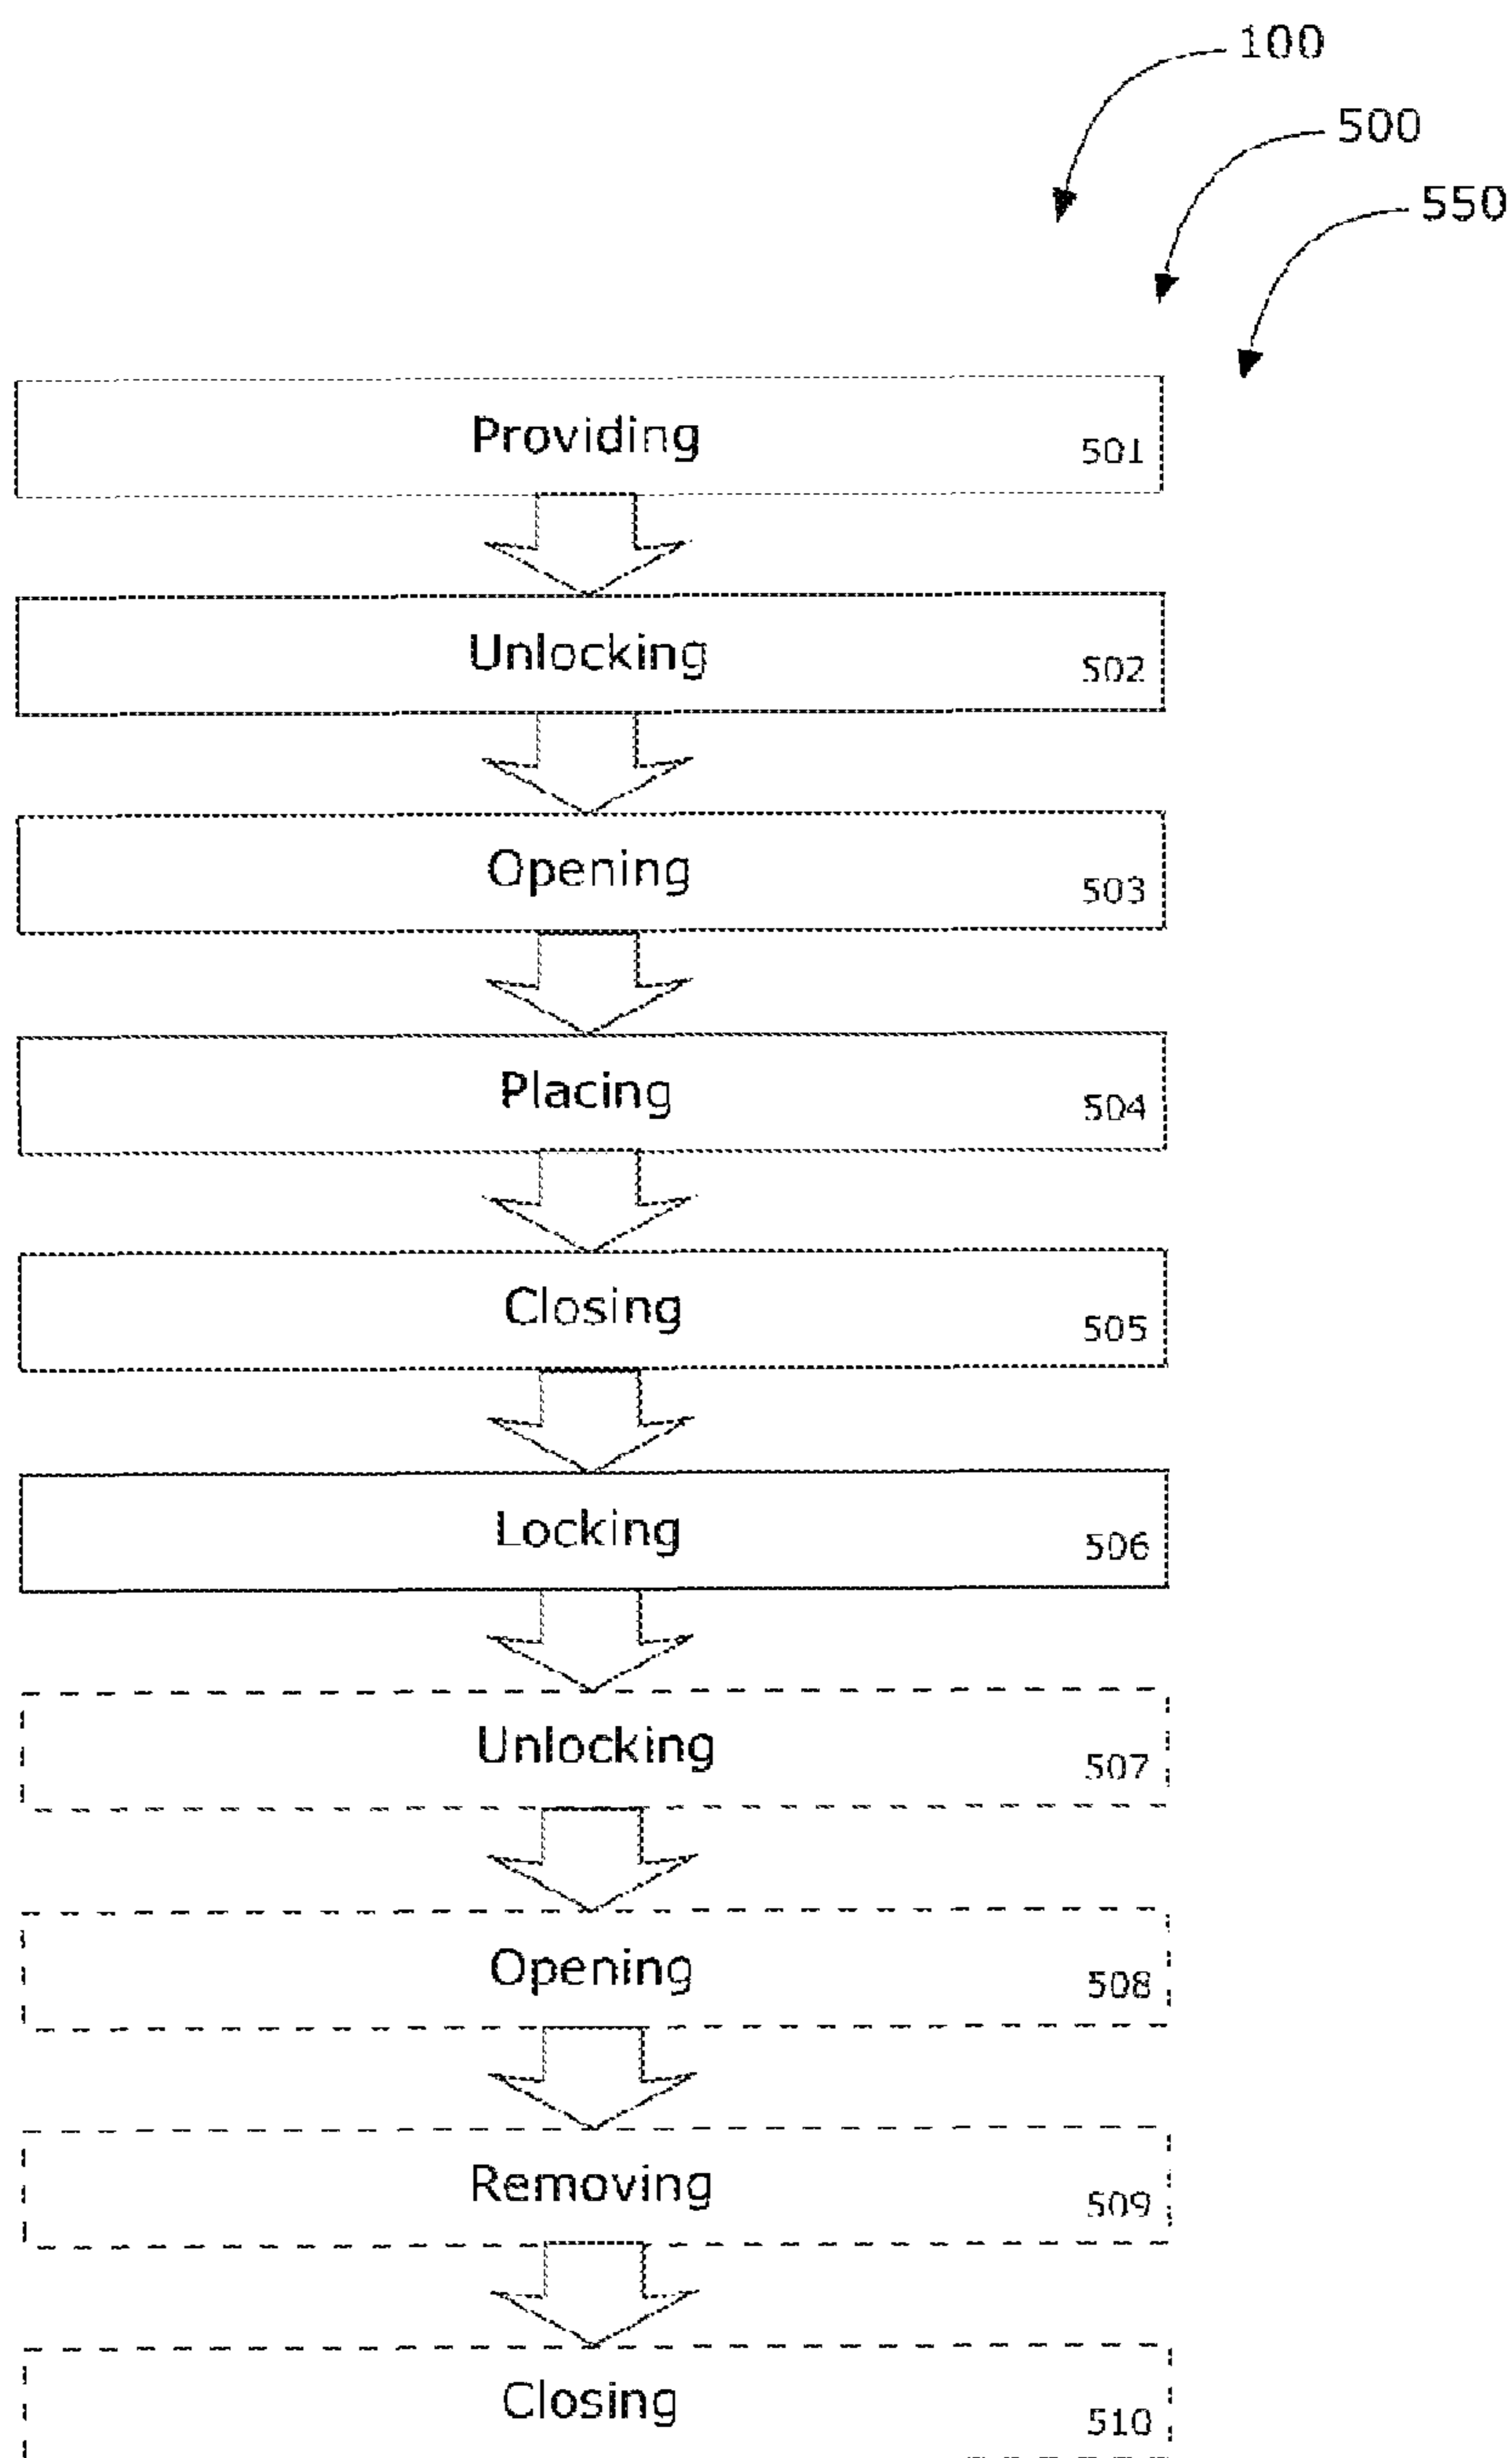 100
500
550
Providing 501
Unlocking 502
Opening 503
Placing 504
Closing 505
Locking 506
Unlocking 507
Opening 508
Removing 509
Closing 510